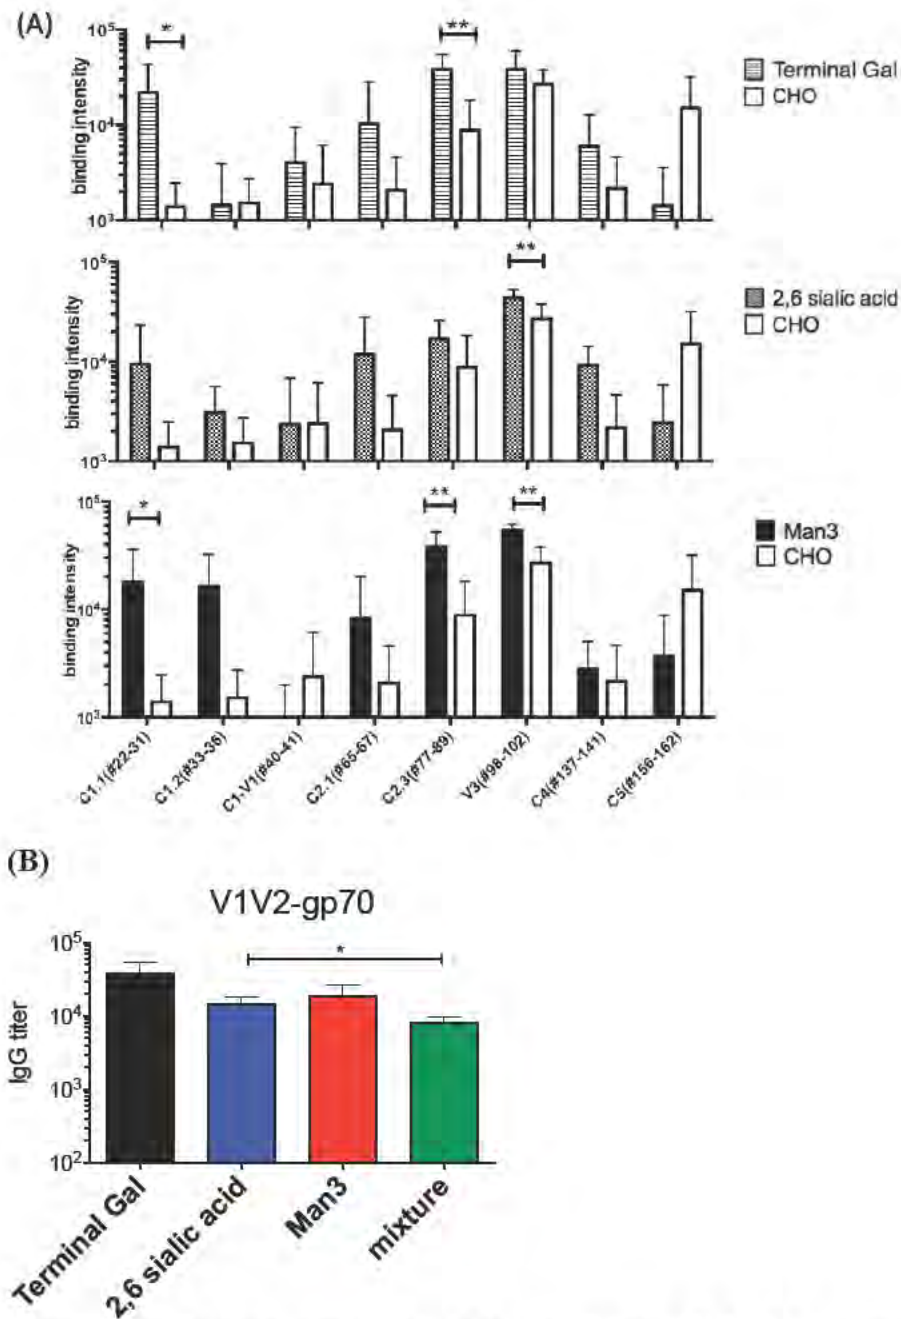 (A)
*
**
10⁵
10⁴
10³
binding intensity
Terminal Gal
CHO
**
10⁵
10⁴
10³
binding intensity
2,6 sialic acid
CHO
*
**
**
10⁵
10⁴
10³
binding intensity
Man3
CHO
C1.1(#22-31)
C1.2(#33-36)
C1-V1(#40-41)
C2.1(#65-67)
C2.3(#77-89)
V3(#98-102)
C4(#137-141)
C5(#156-162)
(B)
V1V2-gp70
*
10⁵
10⁴
10³
10²
IgG titer
Terminal Gal
2,6 sialic acid
Man3
mixture